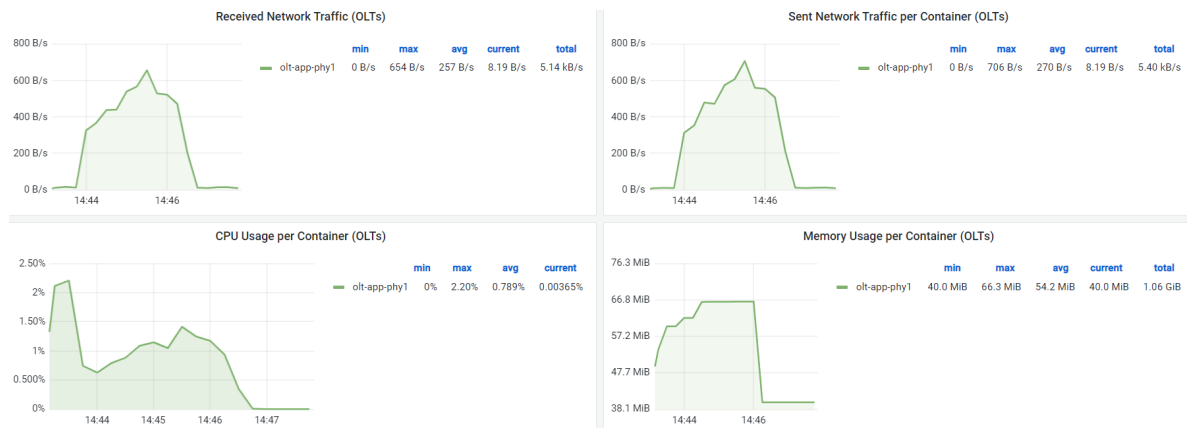 Received Network Traffic (OLTs)
800 B/s
600 B/s
400 B/s
200 B/s
0 B/s
14:44 14:46
min max avg current total
olt-app-phy1 0 B/s 654 B/s 257 B/s 8.19 B/s 5.14 kB/s
Sent Network Traffic per Container (OLTs)
800 B/s
600 B/s
400 B/s
200 B/s
0 B/s
14:44 14:46
min max avg current total
olt-app-phy1 0 B/s 706 B/s 270 B/s 8.19 B/s 5.40 kB/s
CPU Usage per Container (OLTs)
2.50%
2%
1.50%
1%
0.500%
0%
14:44 14:45 14:46 14:47
min max avg current
olt-app-phy1 0% 2.20% 0.789% 0.00365%
Memory Usage per Container (OLTs)
76.3 MiB
66.8 MiB
57.2 MiB
47.7 MiB
38.1 MiB
14:44 14:46
min max avg current total
olt-app-phy1 40.0 MiB 66.3 MiB 54.2 MiB 40.0 MiB 1.06 GiB